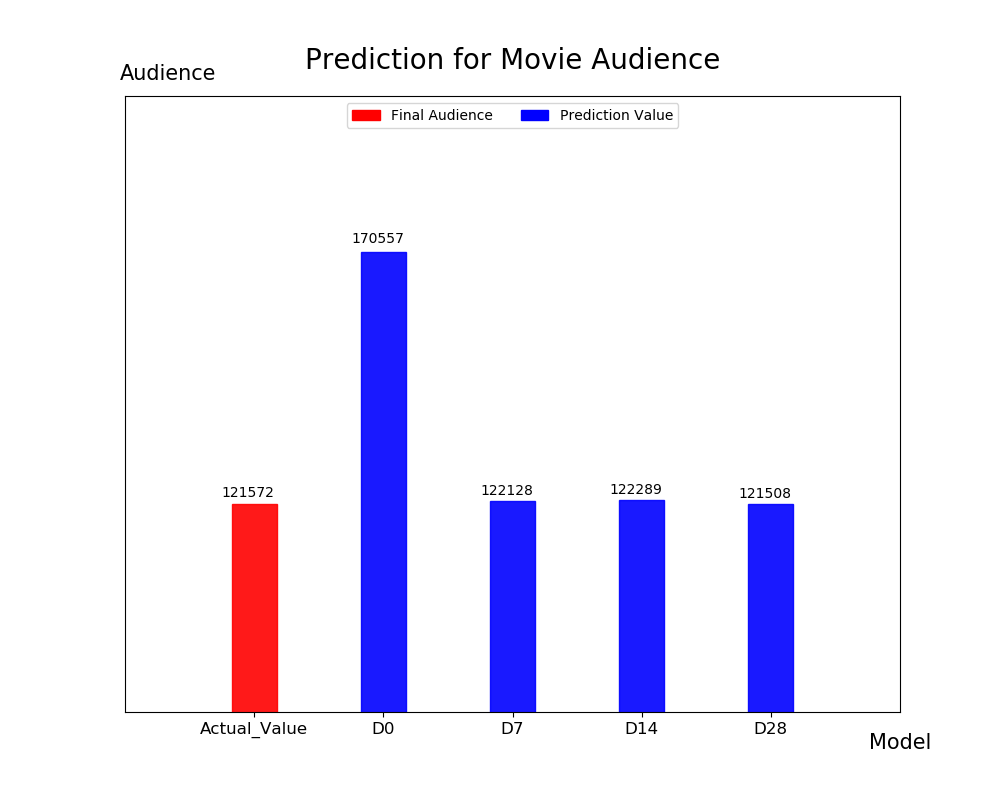 Prediction for Movie Audience
Audience
Final Audience Prediction Value
170557
121572 122128 122289 121508
Actual_Value D0 D7 D14 D28
Model